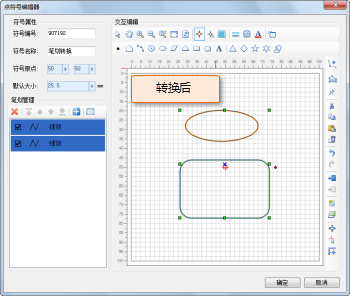 点符号编辑器
符号属性
符号编号: 907192
符号名称: 笔划转换
符号原点: 50 50
默认大小: 25.5
笔划管理
线状
线状
交互编辑
转换后
确定
取消